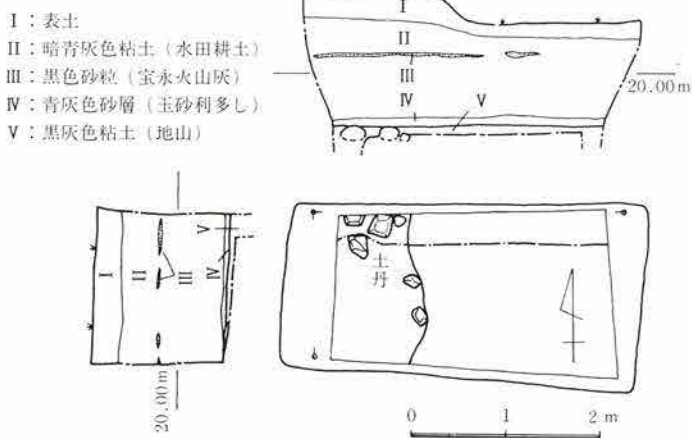 I：表土
II：暗青灰色粘土（水田耕土）
III：黒色砂粒（宝永火山灰）
IV：青灰色砂層（玉砂利多し）
V：黒灰色粘土（地山）
I
II
III
IV
V
20.00m
I
II
III
IV
V
20.00m
土丹
0 1 2 m